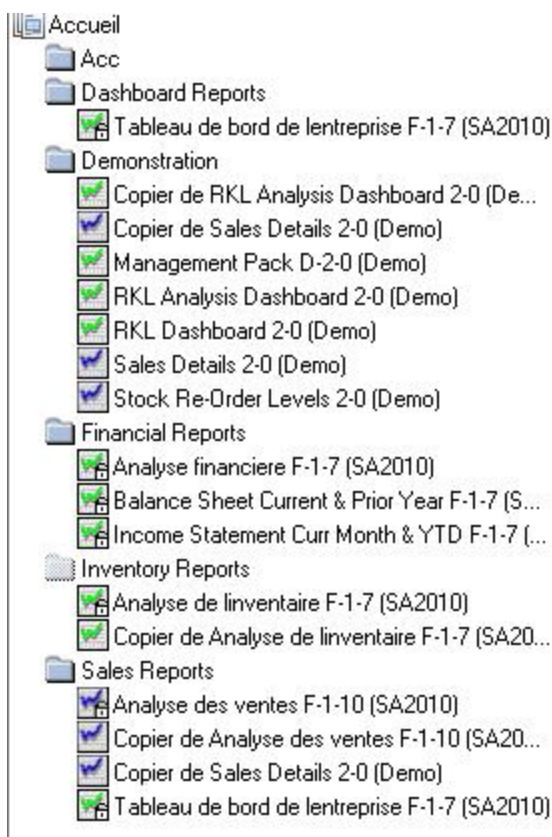 Accueil
Acc
Dashboard Reports
Tableau de bord de lentreprise F-1-7 (SA2010)
Demonstration
Copier de RKL Analysis Dashboard 2-0 (De...
Copier de Sales Details 2-0 (Demo)
Management Pack D-2-0 (Demo)
RKL Analysis Dashboard 2-0 (Demo)
RKL Dashboard 2-0 (Demo)
Sales Details 2-0 (Demo)
Stock Re-Order Levels 2-0 (Demo)
Financial Reports
Analyse financiere F-1-7 (SA2010)
Balance Sheet Current & Prior Year F-1-7 (S...
Income Statement Curr Month & YTD F-1-7 (...
Inventory Reports
Analyse de linventaire F-1-7 (SA2010)
Copier de Analyse de linventaire F-1-7 (SA20...
Sales Reports
Analyse des ventes F-1-10 (SA2010)
Copier de Analyse des ventes F-1-10 (SA20...
Copier de Sales Details 2-0 (Demo)
Tableau de bord de lentreprise F-1-7 (SA2010)